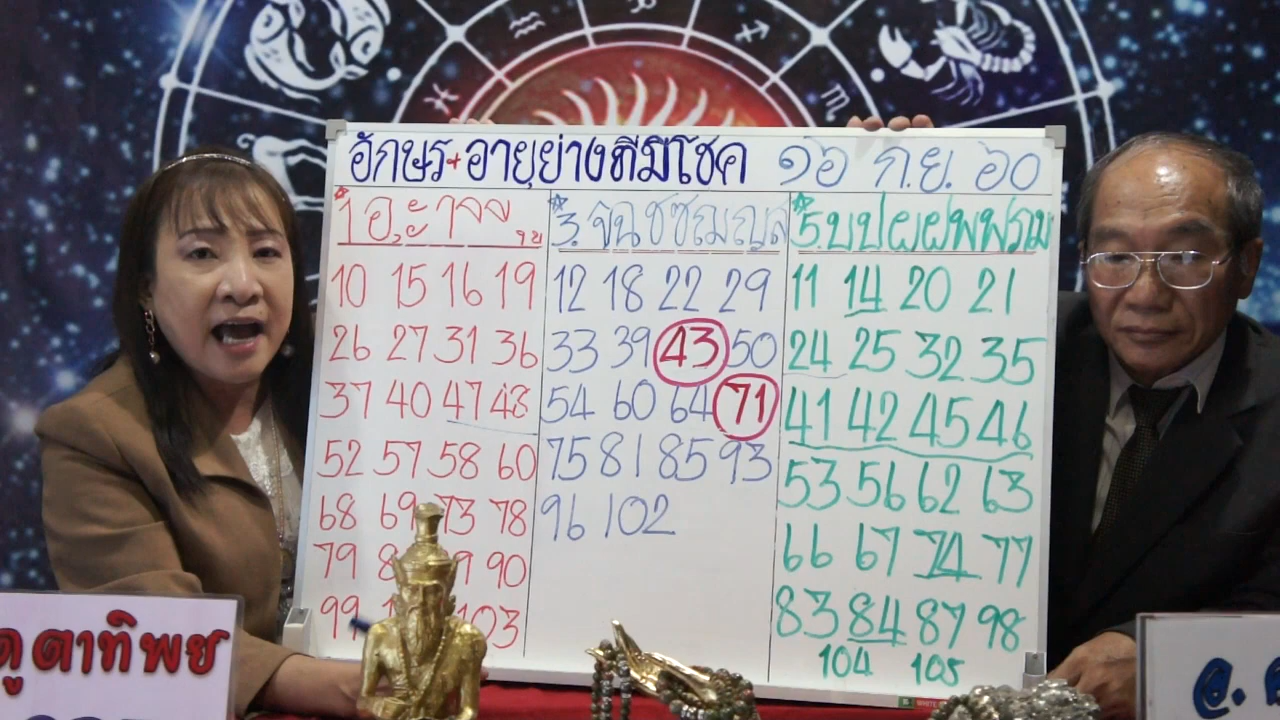 อักษร+อายุย่างดีมีโชค ๑๖ ก.ย. ๖๐
1 อ,ะ า จ
10 15 16 19
26 27 31 36
37 40 47 48
52 57 58 60
68 69 73 78
79 90
99 103
3. ช ซ ฌ ญ
12 18 22 29
33 39 43 50
54 60 64 71
75 81 85 93
96 102
5. บ ป ผ ฝ พ ฟ ภ ม
11 14 20 21
24 25 32 35
41 42 45 46
53 56 62 63
66 67 74 77
83 84 87 98
104 105
ดูดาทิพย์
อ.